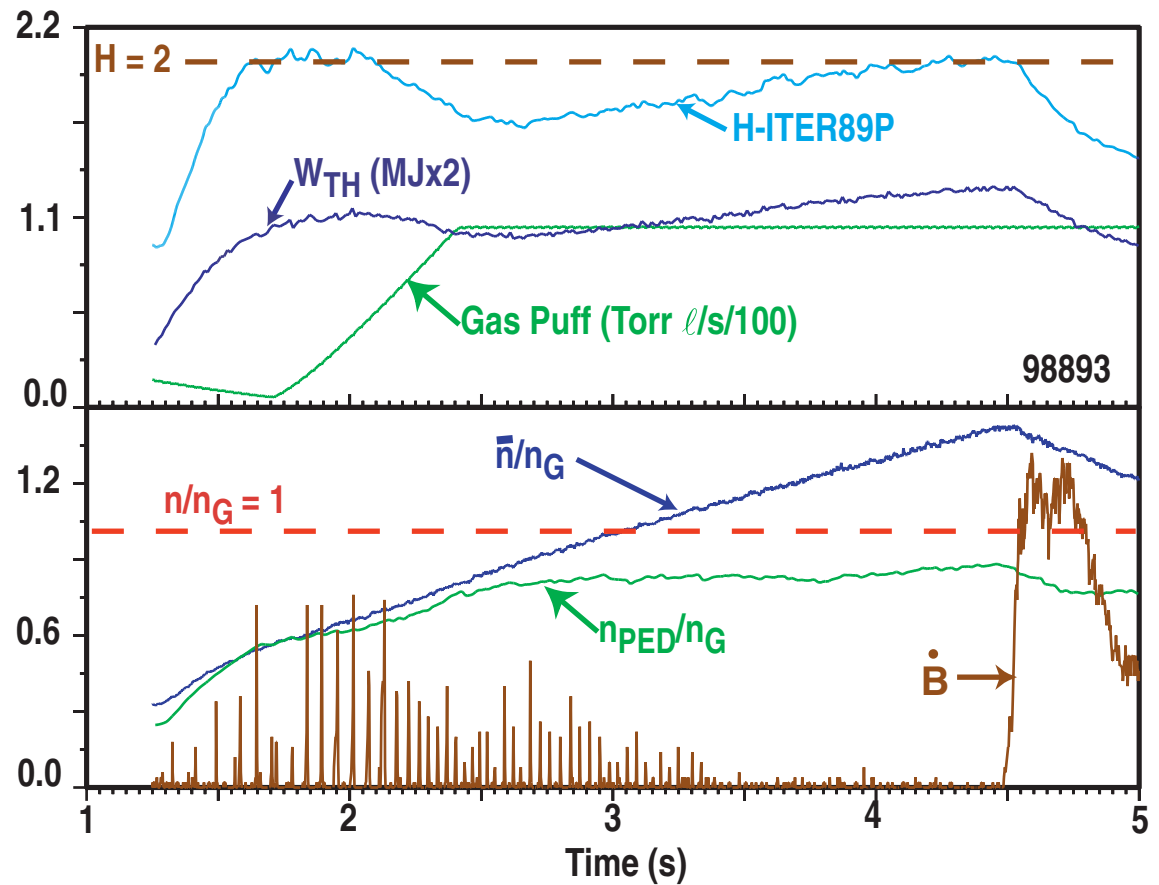 2.2
H = 2
H-ITER89P
W_TH (MJx2)
1.1
Gas Puff (Torr ℓ/s/100)
98893
0.0
n̄/n_G
1.2
n/n_G = 1
0.6
n_PED/n_G
Ḃ
0.0
1 2 3 4 5
Time (s)